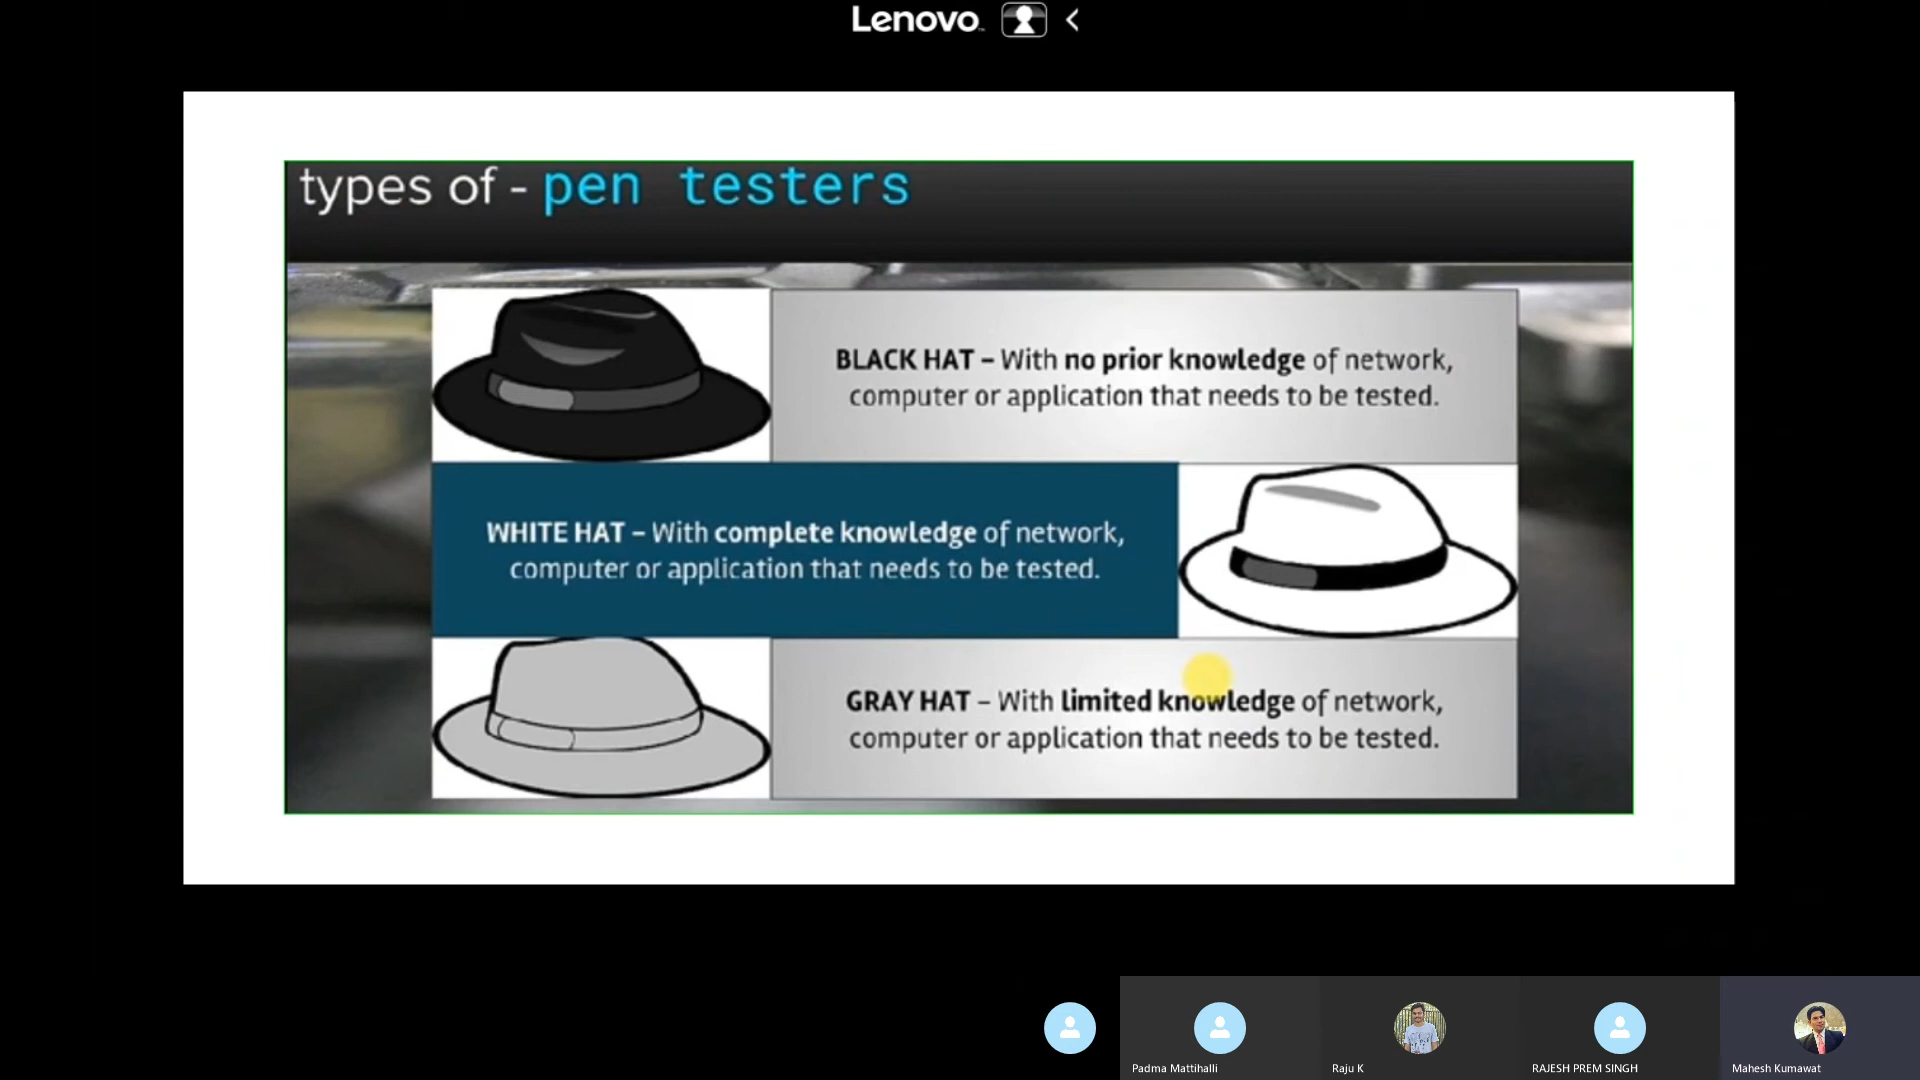 Lenovo
types of - pen testers
BLACK HAT – With no prior knowledge of network,
computer or application that needs to be tested.
WHITE HAT – With complete knowledge of network,
computer or application that needs to be tested.
GRAY HAT – With limited knowledge of network,
computer or application that needs to be tested.
Padma Mattihalli
Raju K
RAJESH PREM SINGH
Mahesh Kumawat